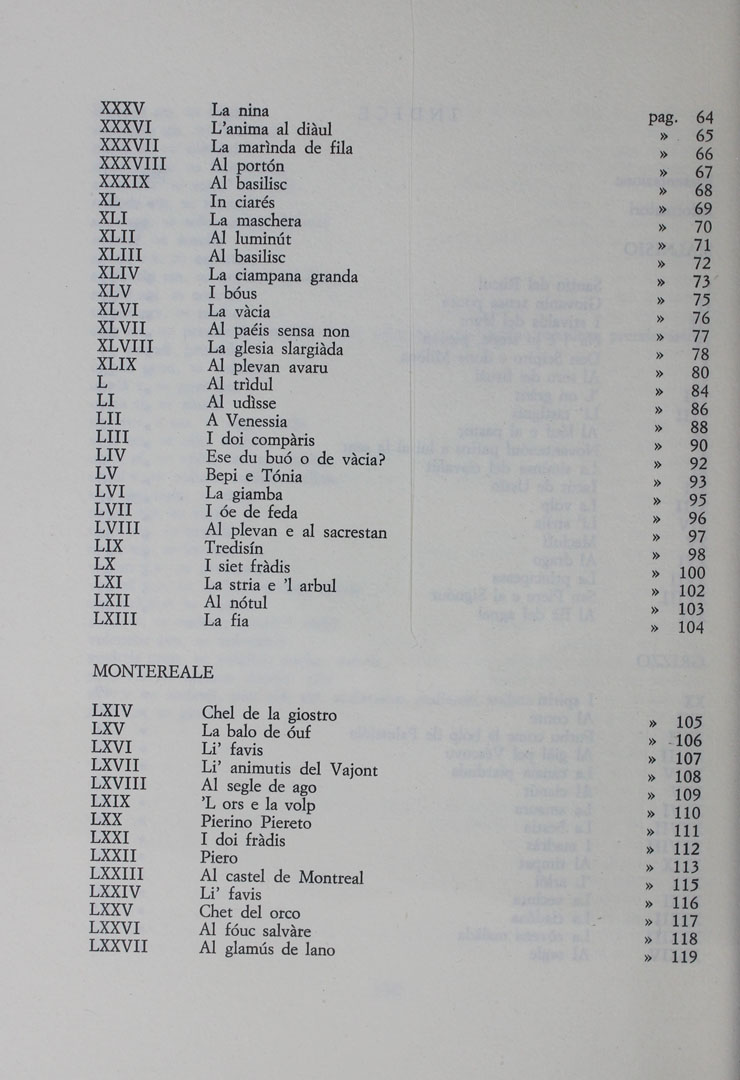 XXXV La nina pag. 64
XXXVI L'anima al diàul » 65
XXXVII La marìnda de fila » 66
XXXVIII Al portón » 67
XXXIX Al basilisc » 68
XL In ciarés » 69
XLI La maschera » 70
XLII Al luminút » 71
XLIII Al basilisc » 72
XLIV La ciampana granda » 73
XLV I bóus » 75
XLVI La vàcia » 76
XLVII Al paéis sensa non » 77
XLVIII La glesia slargiàda » 78
XLIX Al plevan avaru » 80
L Al trìdul » 84
LI Al udìsse » 86
LII A Venessia » 88
LIII I doi compàris » 90
LIV Ese du buó o de vàcia? » 92
LV Bepi e Tónia » 93
LVI La giamba » 95
LVII I óe de feda » 96
LVIII Al plevan e al sacrestan » 97
LIX Tredisín » 98
LX I siet fràdis » 100
LXI La stria e 'l arbul » 102
LXII Al nótul » 103
LXIII La fia » 104
MONTEREALE
LXIV Chel de la giostro » 105
LXV La balo de óuf » 106
LXVI Li' favis » 107
LXVII Li' animutis del Vajont » 108
LXVIII Al segle de ago » 109
LXIX 'L ors e la volp » 110
LXX Pierino Piereto » 111
LXXI I doi fràdis » 112
LXXII Piero » 113
LXXIII Al castel de Montreal » 115
LXXIV Li' favis » 116
LXXV Chet del orco » 117
LXXVI Al fóuc salvàre » 118
LXXVII Al glamús de lano » 119